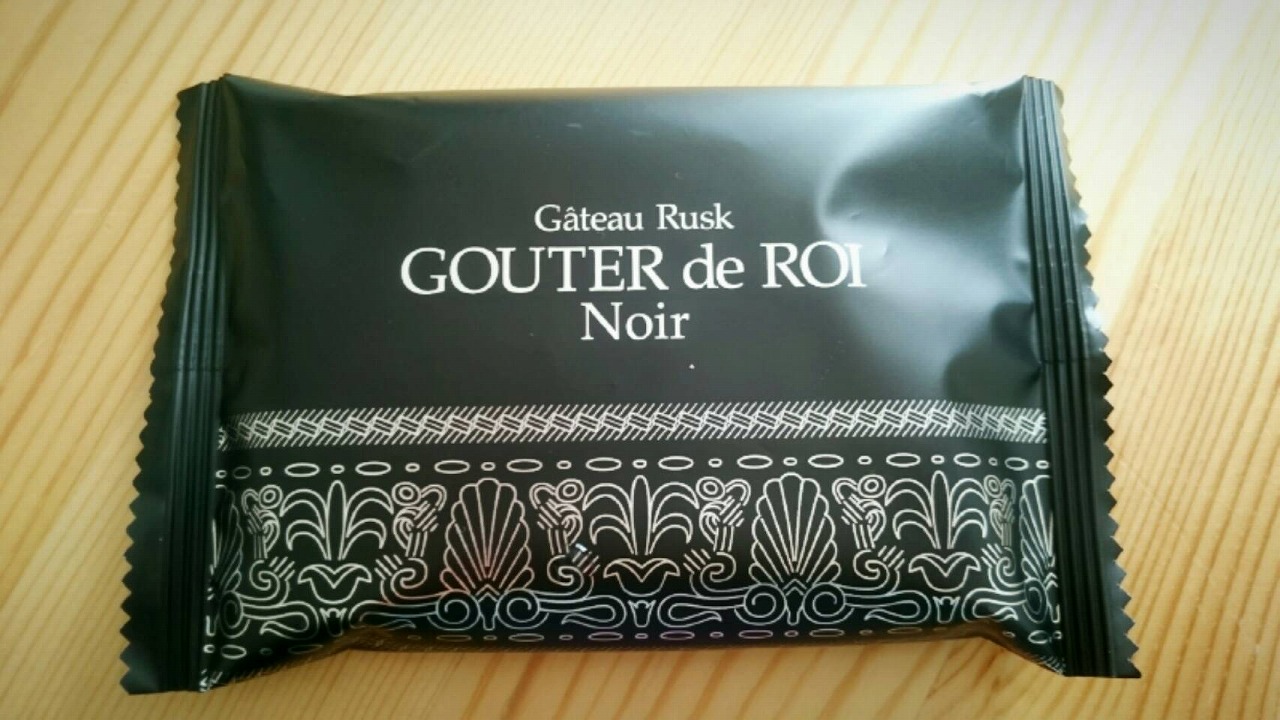 Gâteau Rusk
GOUTER de ROI
Noir